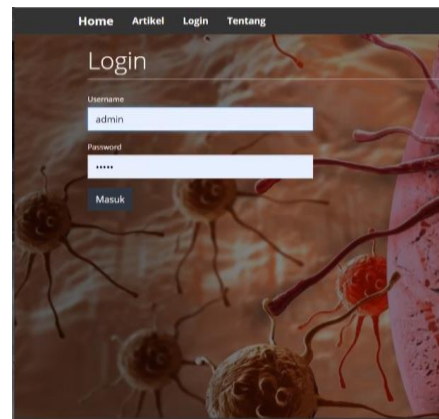 Home Artikel Login Tentang
Login
Username
admin
Password
•••••
Masuk